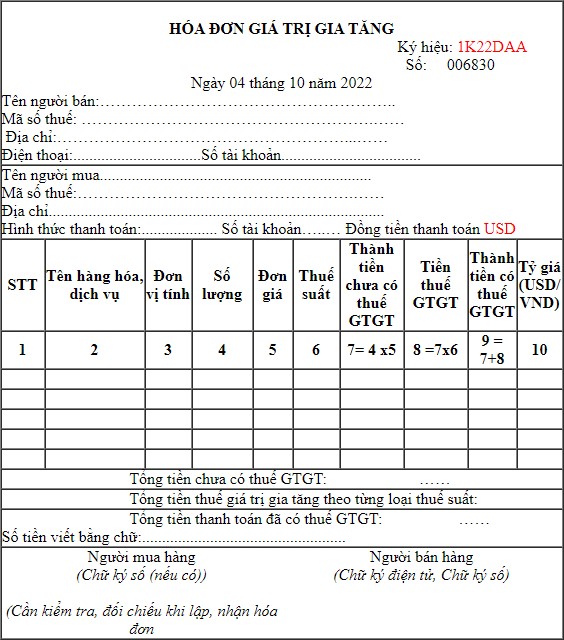 HÓA ĐƠN GIÁ TRỊ GIA TĂNG
Ký hiệu: 1K22DAA
Số: 006830
Ngày 04 tháng 10 năm 2022
Tên người bán:…………………………………………..
Mã số thuế: ………………………………………………
Địa chỉ:……………………………………..…………
Điện thoại:................................Số tài khoản...................................
Tên người mua....................................................................
Mã số thuế:…………………………………………………
Địa chỉ....................................................................................
Hình thức thanh toán:................... Số tài khoản…….. Đồng tiền thanh toán USD
STT Tên hàng hóa, dịch vụ Đơn vị tính Số lượng Đơn giá Thuế suất Thành tiền chưa có thuế GTGT Tiền thuế GTGT Thành tiền có thuế GTGT Tỷ giá (USD/ VND)
1 2 3 4 5 6 7= 4 x5 8 =7x6 9 = 7+8 10
Tổng tiền chưa có thuế GTGT: ……
Tổng tiền thuế giá trị gia tăng theo từng loại thuế suất:
Tổng tiền thanh toán đã có thuế GTGT: ……
Số tiền viết bằng chữ:.................................................................
Người mua hàng Người bán hàng
(Chữ ký số (nếu có)) (Chữ ký điện tử, Chữ ký số)
(Cần kiểm tra, đối chiếu khi lập, nhận hóa
đơn